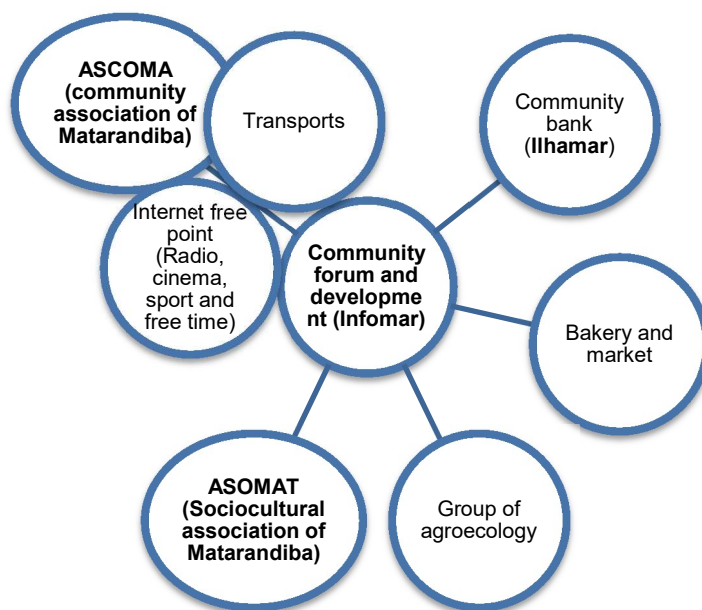 ASCOMA
(community
association of
Matarandiba)
Transports
Community
bank
(Ilhamar)
Internet free
point
(Radio,
cinema,
sport and
free time)
Community
forum and
developme
nt (Infomar)
Bakery and
market
ASOMAT
(Sociocultural
association of
Matarandiba)
Group of
agroecology